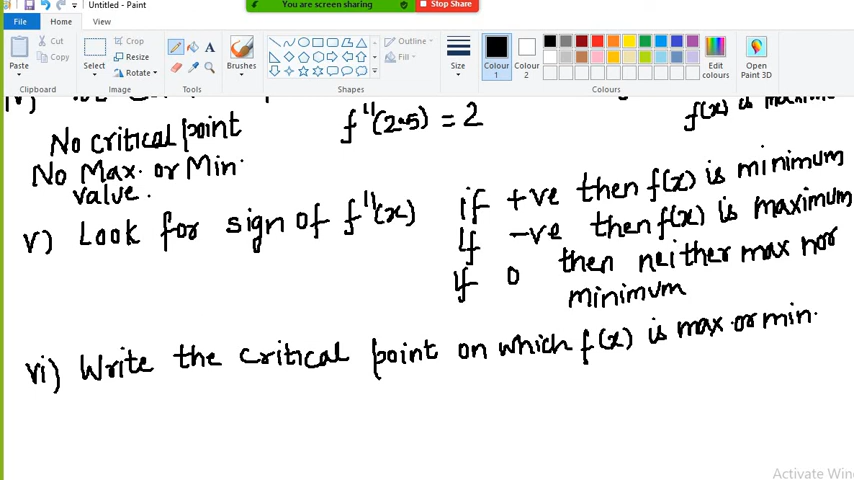 Untitled - Paint
You are screen sharing
Stop Share
File Home View
Paste
Cut
Copy
Clipboard
Select
Crop
Resize
Rotate
Image
Tools
Brushes
Shapes
Outline
Fill
Size
Colour 1
Colour 2
Edit colours
Colours
Open Paint 3D
No critical point
No Max. or Min.
value.
f''(2.5) = 2
f(x) is maximum
v) Look for sign of f''(x)
if +ve then f(x) is minimum
If -ve then f(x) is maximum
If 0 then neither max nor
minimum
vi) Write the critical point on which f(x) is max. or min.
Activate Win